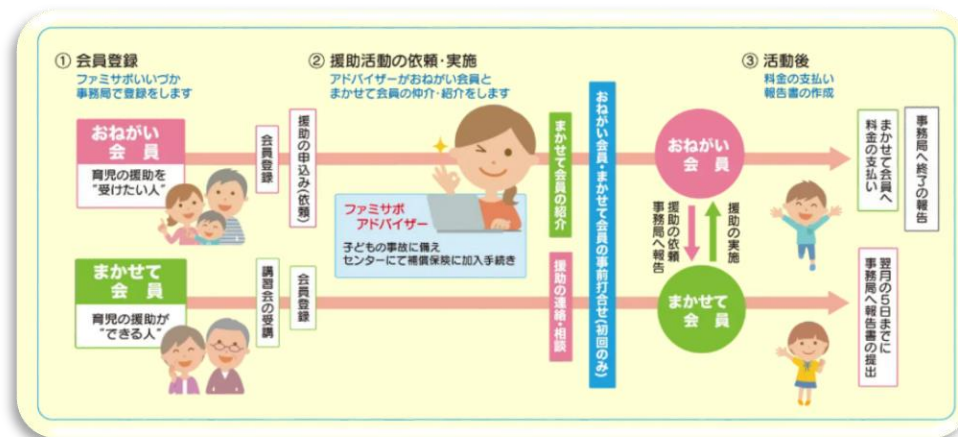 ① 会員登録
ファミサポいいづか
事務局で登録をします
② 援助活動の依頼・実施
アドバイザーがおねがい会員と
まかせて会員の仲介・紹介をします
③ 活動後
料金の支払い
報告書の作成
おねがい
会 員
育児の援助を
“受けたい人”
会員登録
援助の申込み(依頼)
ファミサポ
アドバイザー
子どもの事故に備え
センターにて補償保険に加入手続き
まかせて会員の紹介
おねがい会員・まかせて会員の事前打合せ(初回のみ)
おねがい
会 員
援助の依頼
事務局へ報告
援助の実施
まかせて会員へ
料金の支払い
事務局へ終了の報告
まかせて
会 員
育児の援助が
“できる人”
講習会の受講
会員登録
援助の連絡・相談
まかせて
会 員
翌月の5日までに
事務局へ報告書の提出